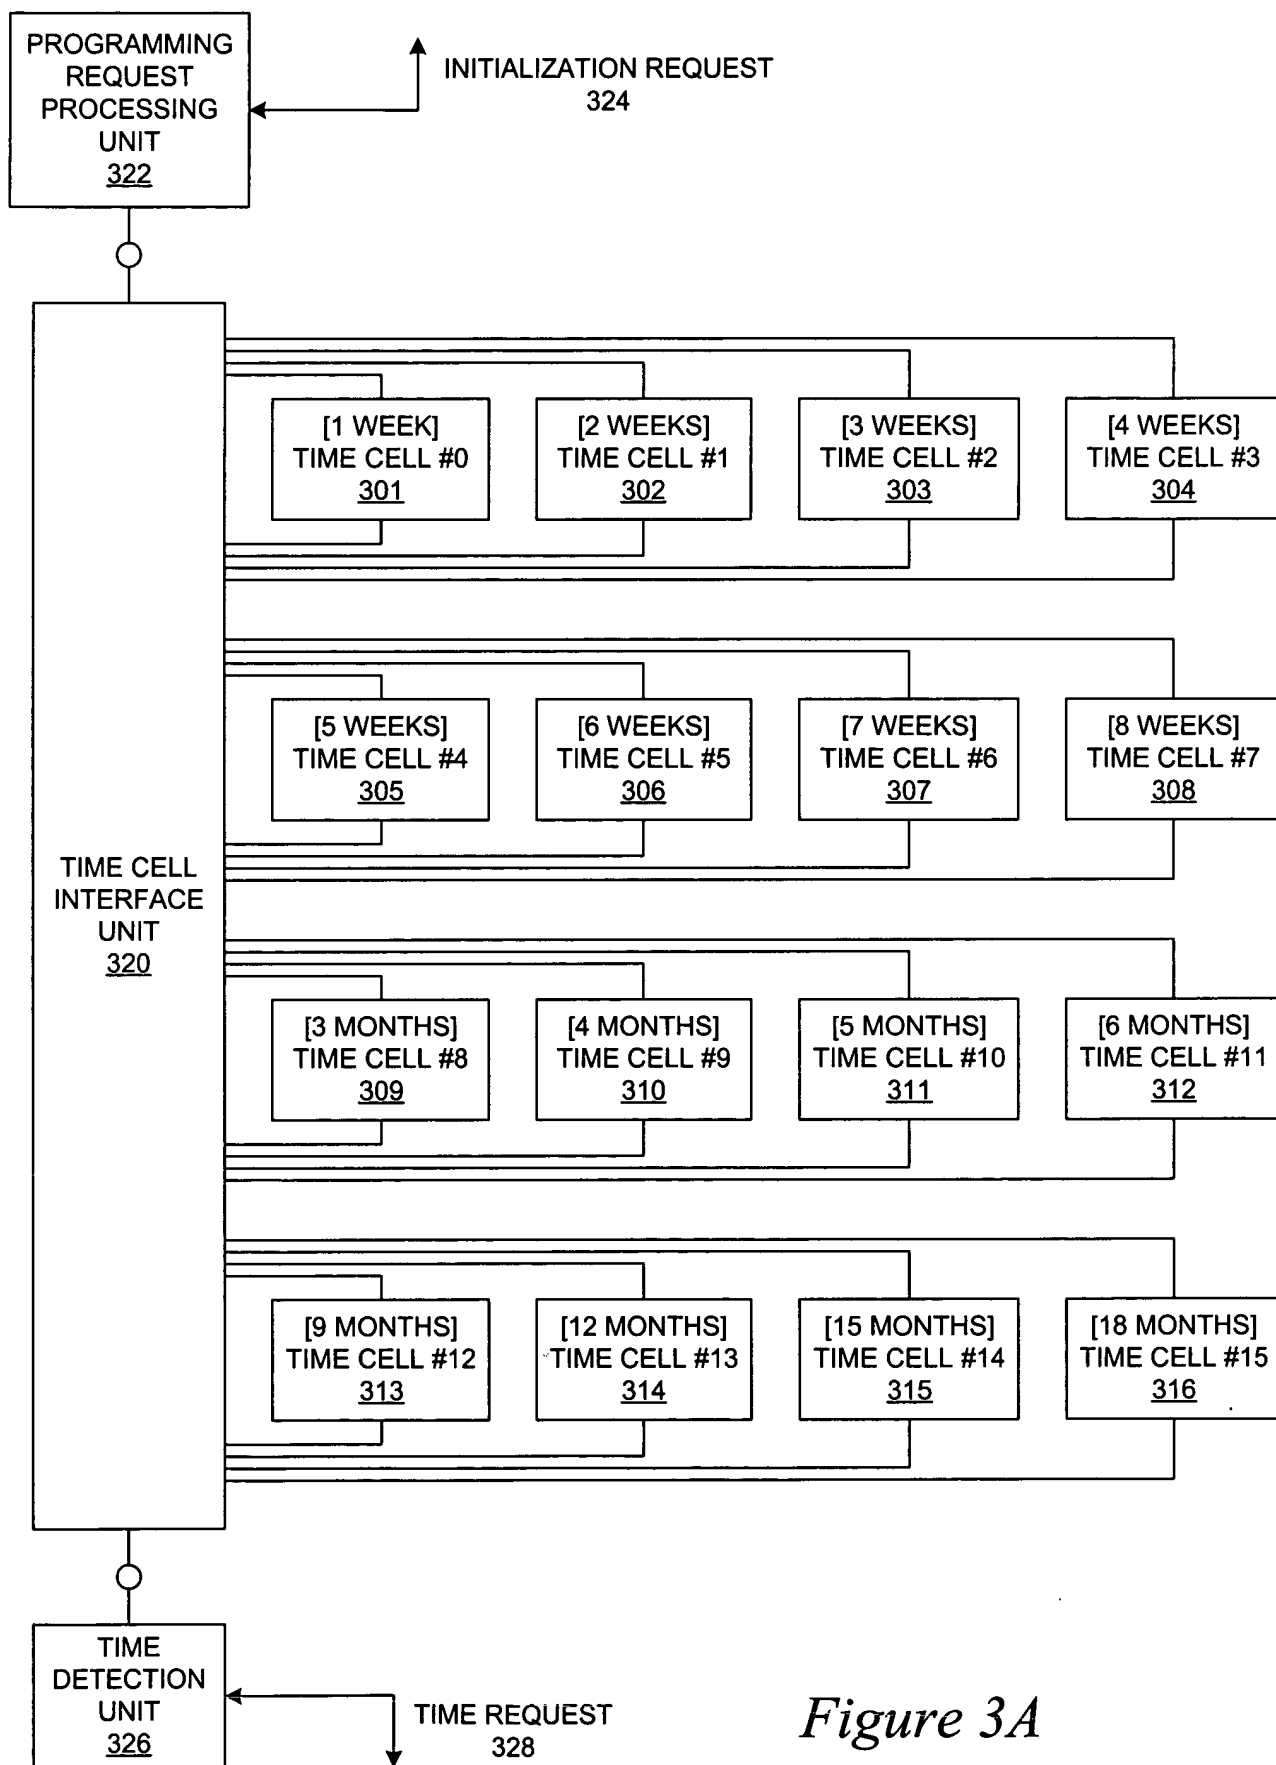 PROGRAMMING
REQUEST
PROCESSING
UNIT
322
INITIALIZATION REQUEST
324
[1 WEEK]
TIME CELL #0
301
[2 WEEKS]
TIME CELL #1
302
[3 WEEKS]
TIME CELL #2
303
[4 WEEKS]
TIME CELL #3
304
[5 WEEKS]
TIME CELL #4
305
[6 WEEKS]
TIME CELL #5
306
[7 WEEKS]
TIME CELL #6
307
[8 WEEKS]
TIME CELL #7
308
TIME CELL
INTERFACE
UNIT
320
[3 MONTHS]
TIME CELL #8
309
[4 MONTHS]
TIME CELL #9
310
[5 MONTHS]
TIME CELL #10
311
[6 MONTHS]
TIME CELL #11
312
[9 MONTHS]
TIME CELL #12
313
[12 MONTHS]
TIME CELL #13
314
[15 MONTHS]
TIME CELL #14
315
[18 MONTHS]
TIME CELL #15
316
TIME
DETECTION
UNIT
326
TIME REQUEST
328
Figure 3A